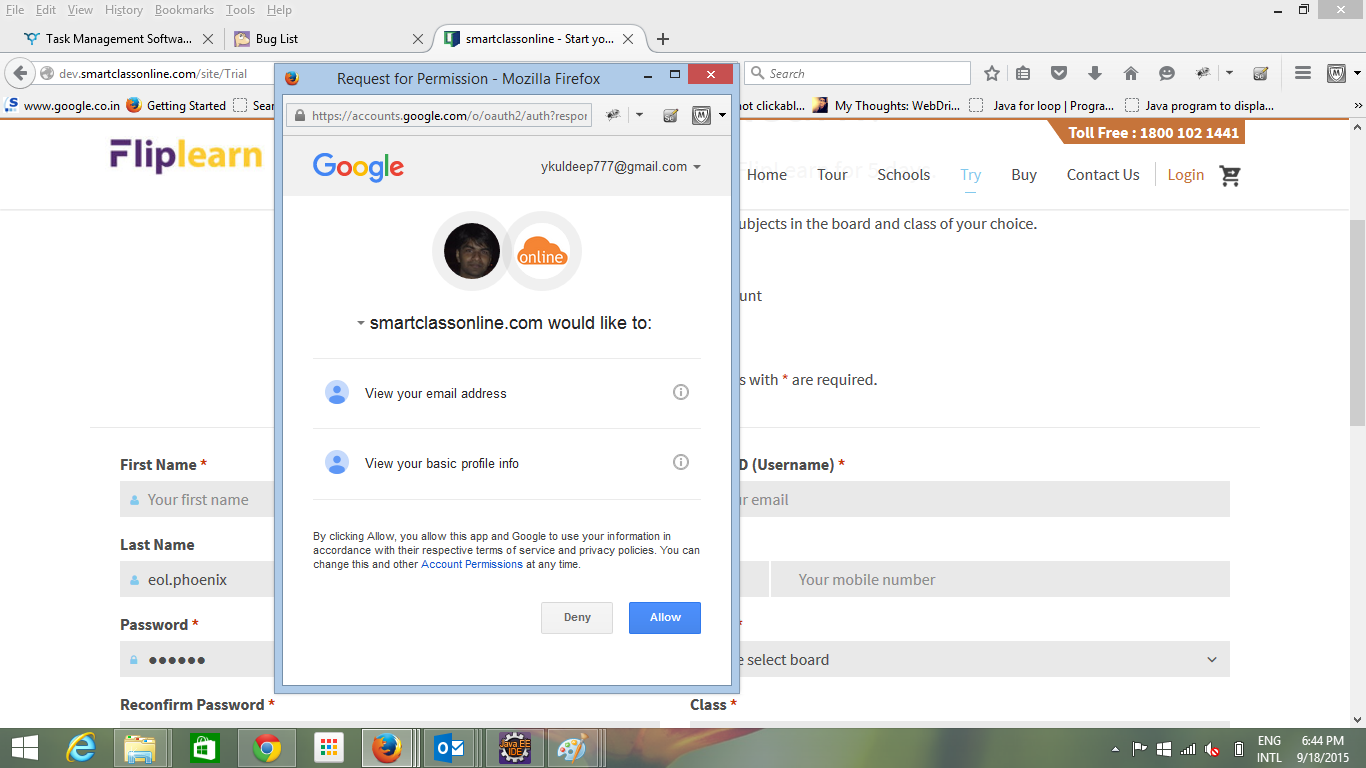 File Edit View History Bookmarks Tools Help
Task Management Softwa...
Bug List
smartclassonline - Start yo...
dev.smartclassonline.com/site/Trial
Search
www.google.co.in
Getting Started
Sear
not clickabl...
My Thoughts: WebDri...
Java for loop | Progra...
Java program to displa...
Request for Permission - Mozilla Firefox
https://accounts.google.com/o/oauth2/auth?respor
Google
ykuldeep777@gmail.com
online
smartclassonline.com would like to:
View your email address
View your basic profile info
By clicking Allow, you allow this app and Google to use your information in
accordance with their respective terms of service and privacy policies. You can
change this and other Account Permissions at any time.
Deny
Allow
Toll Free : 1800 102 1441
Fliplearn
Home Tour Schools Try Buy Contact Us Login
ubjects in the board and class of your choice.
unt
s with * are required.
First Name *
Your first name
D (Username) *
r email
Last Name
eol.phoenix
Your mobile number
Password *
●●●●●●
*
e select board
Reconfirm Password *
Class *
Java EE
IDE
ENG
INTL
6:44 PM
9/18/2015